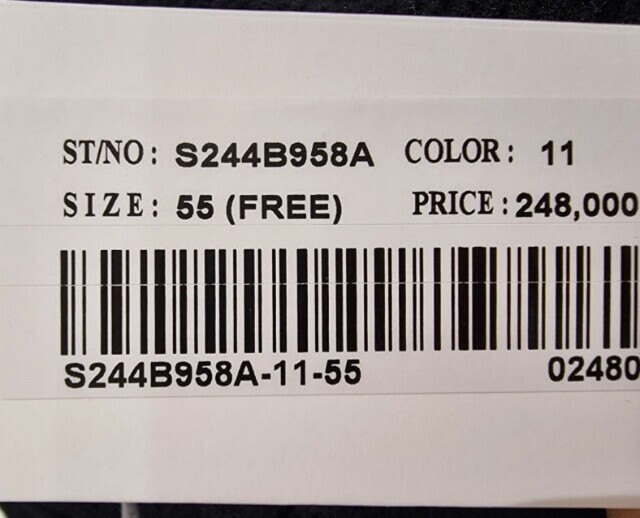 ST/NO: S244B958A COLOR: 11
SIZE: 55 (FREE) PRICE: 248,000
S244B958A-11-55 02480